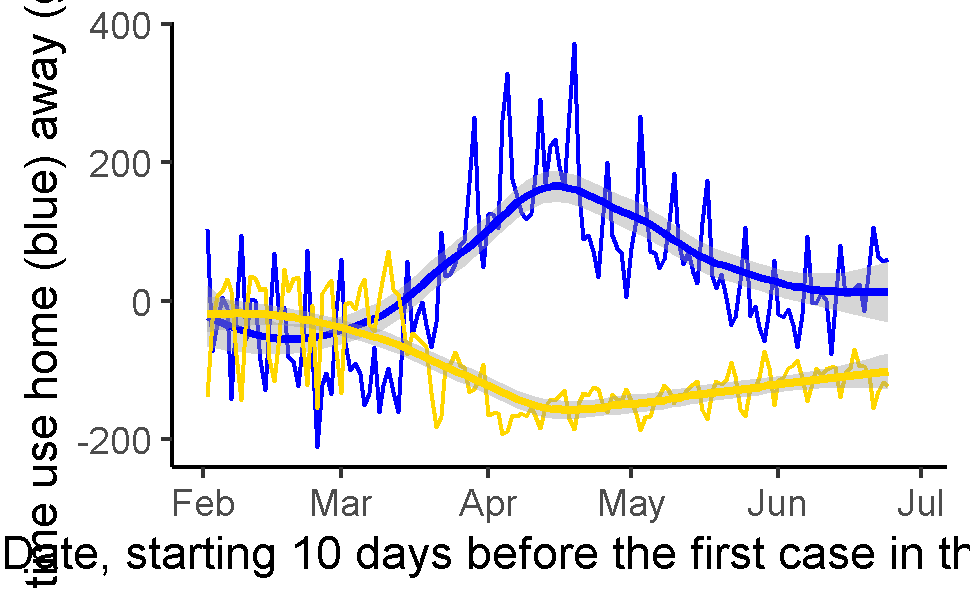 time use home (blue) away (
400
200
0
-200
Feb Mar Apr May Jun Jul
Date, starting 10 days before the first case in th